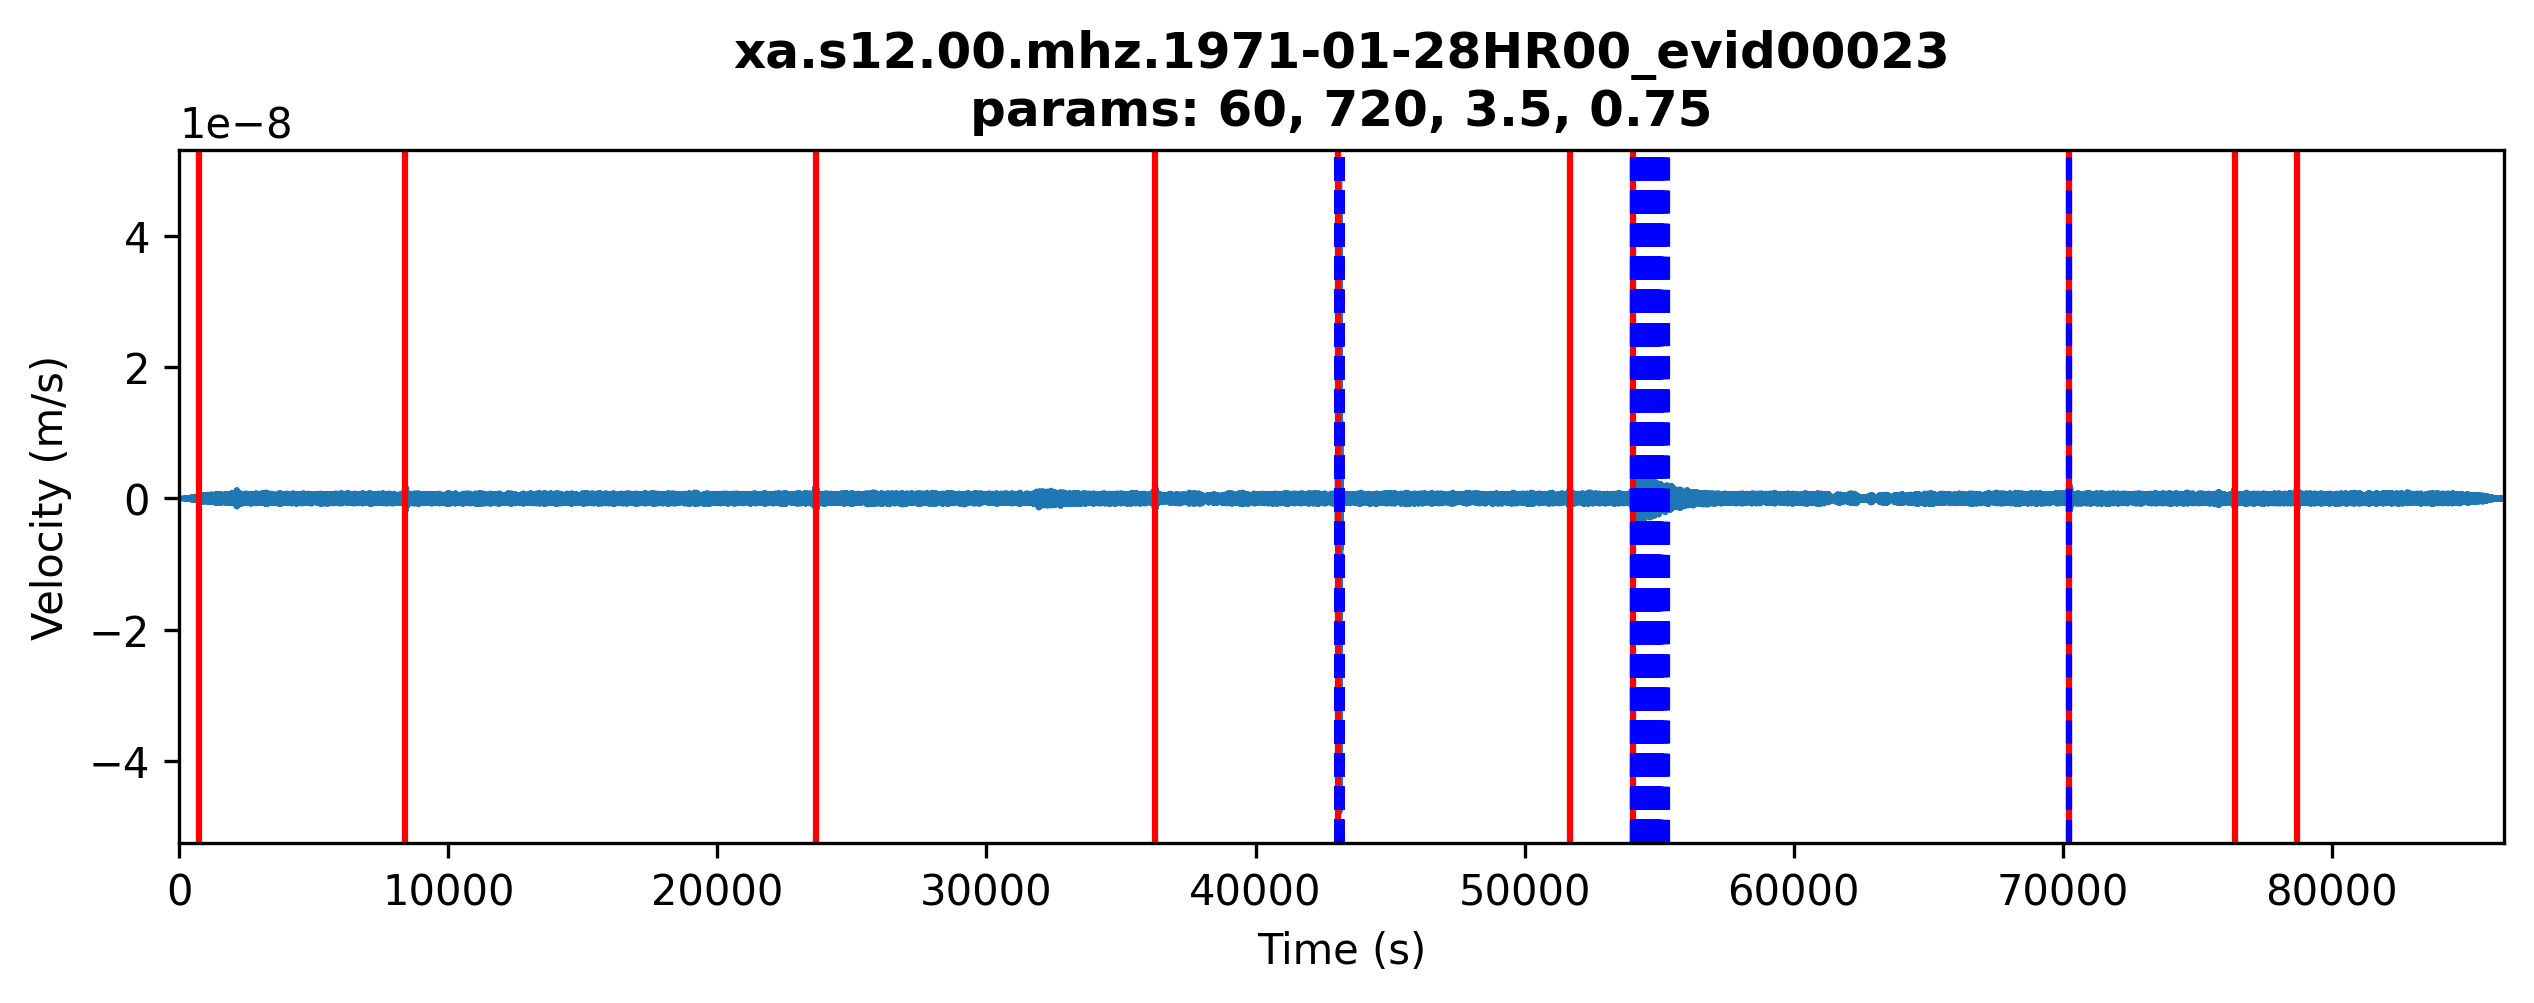 xa.s12.00.mhz.1971-01-28HR00_evid00023
params: 60, 720, 3.5, 0.75
1e−8
4
2
0
−2
−4
Velocity (m/s)
0 10000 20000 30000 40000 50000 60000 70000 80000
Time (s)